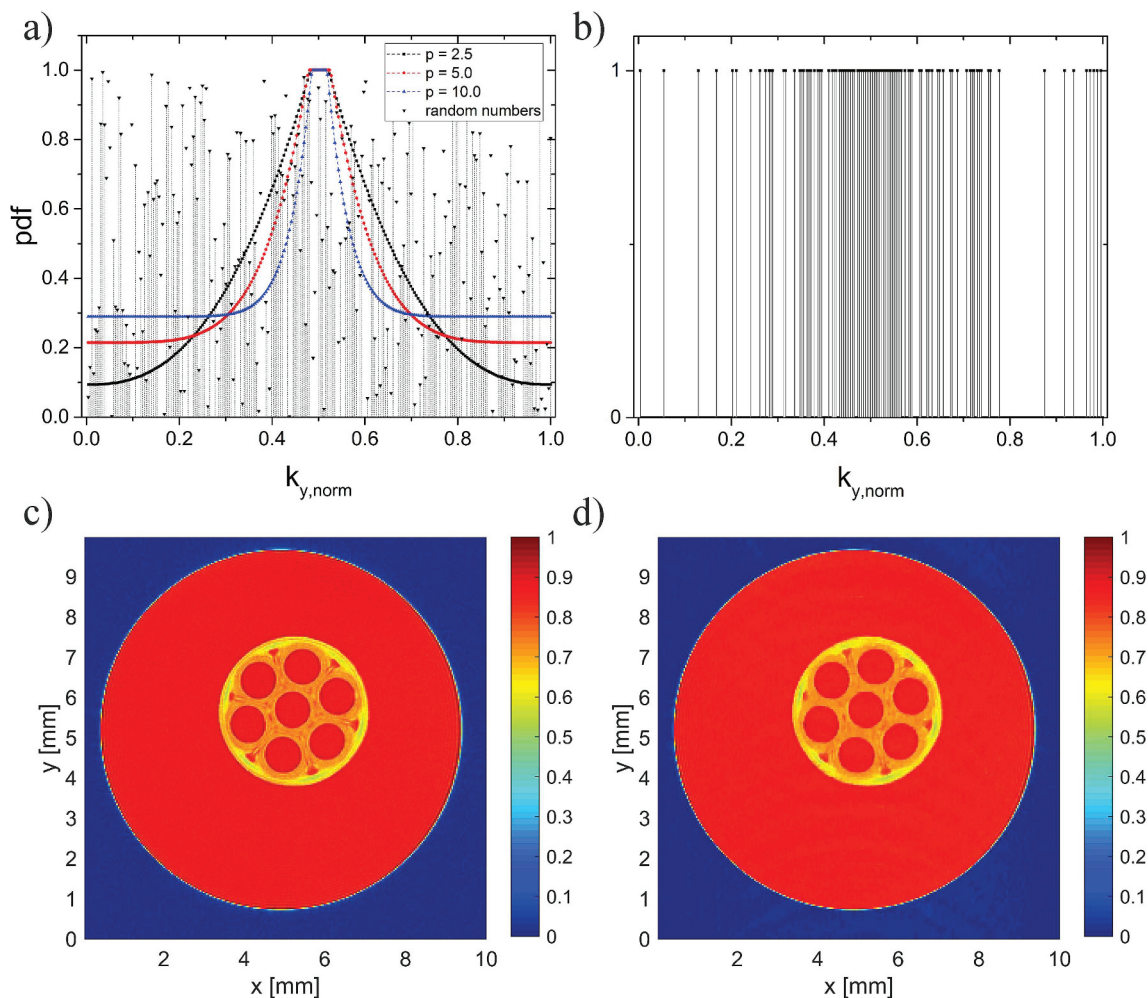 a)
1.0
0.8
0.6
0.4
0.2
0.0
pdf
p = 2.5
p = 5.0
p = 10.0
random numbers
0.0 0.2 0.4 0.6 0.8 1.0
k_y,norm
b)
1
0
0.0 0.2 0.4 0.6 0.8 1.0
k_y,norm
c)
9
8
7
6
5
4
3
2
1
0
y [mm]
2 4 6 8 10
x [mm]
1
0.9
0.8
0.7
0.6
0.5
0.4
0.3
0.2
0.1
0
d)
9
8
7
6
5
4
3
2
1
0
y [mm]
2 4 6 8 10
x [mm]
1
0.9
0.8
0.7
0.6
0.5
0.4
0.3
0.2
0.1
0